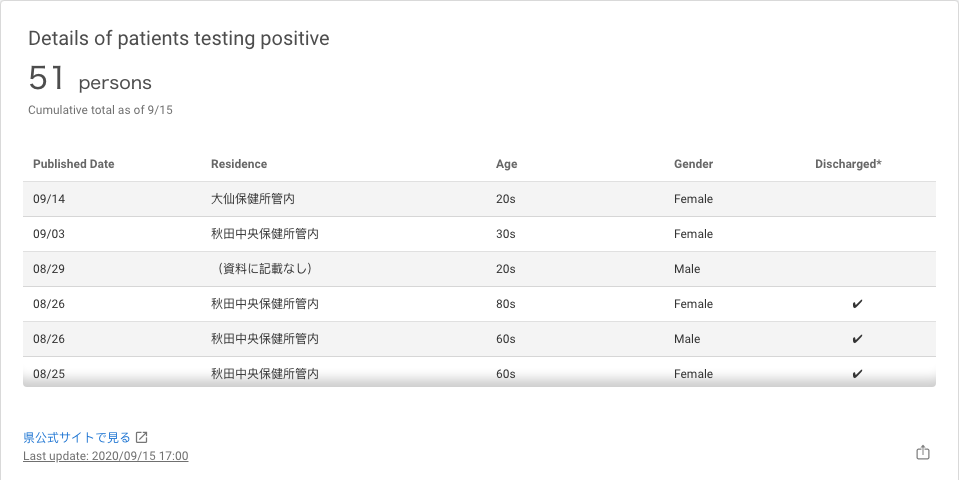 Details of patients testing positive
51 persons
Cumulative total as of 9/15
Published Date Residence Age Gender Discharged*
09/14 大仙保健所管内 20s Female
09/03 秋田中央保健所管内 30s Female
08/29 （資料に記載なし） 20s Male
08/26 秋田中央保健所管内 80s Female ✔
08/26 秋田中央保健所管内 60s Male ✔
08/25 秋田中央保健所管内 60s Female ✔
県公式サイトで見る
Last update: 2020/09/15 17:00